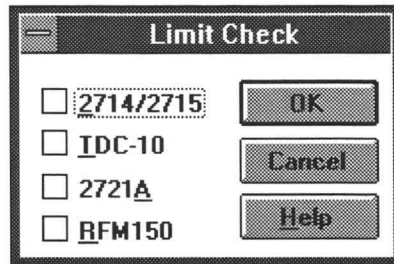 Limit Check
2714/2715
TDC-10
2721A
RFM150
OK
Cancel
Help